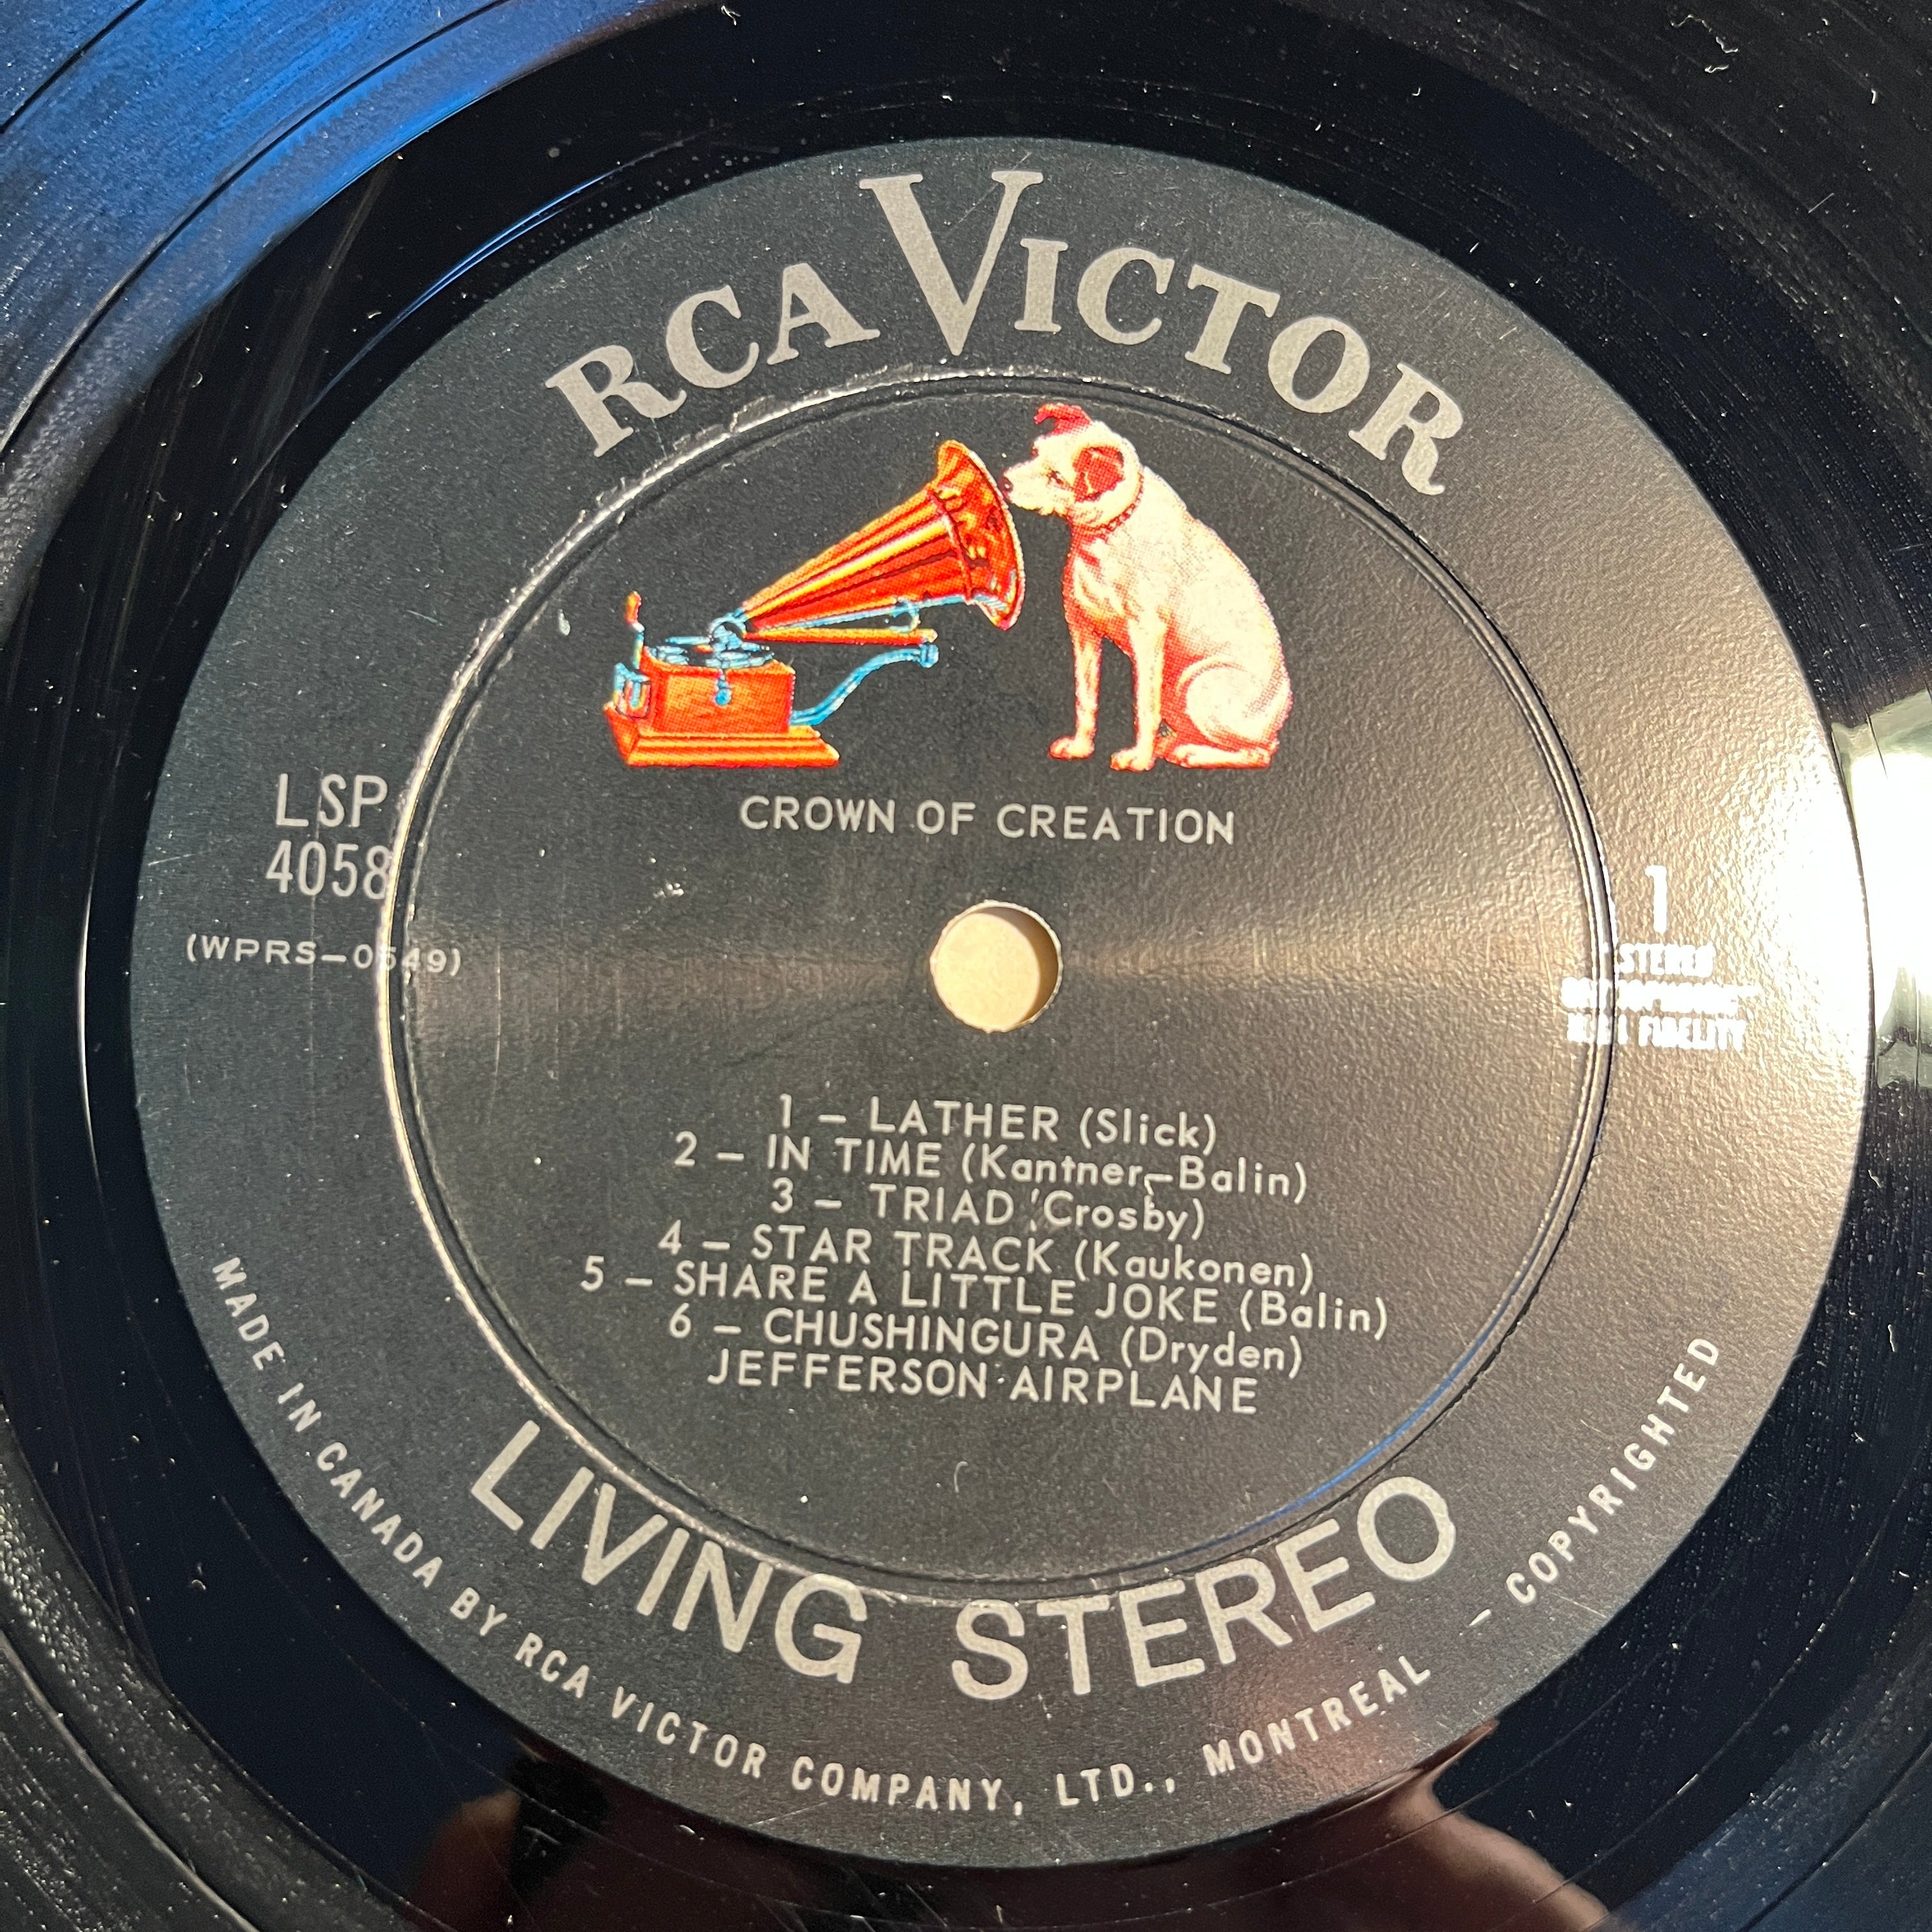 RCA VICTOR
CROWN OF CREATION
LSP
4058
(WPRS-0549)
1
STEREO
FIDELITY
1 – LATHER (Slick)
2 – IN TIME (Kantner–Balin)
3 – TRIAD (Crosby)
4 – STAR TRACK (Kaukonen)
5 – SHARE A LITTLE JOKE (Balin)
6 – CHUSHINGURA (Dryden)
JEFFERSON AIRPLANE
LIVING STEREO
MADE IN CANADA BY RCA VICTOR COMPANY, LTD., MONTREAL – COPYRIGHTED